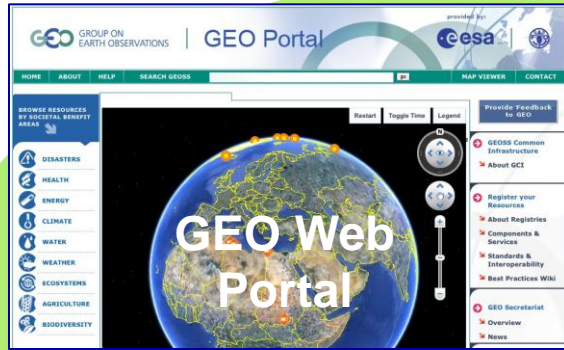 GEO GROUP ON
EARTH OBSERVATIONS
GEO Portal
provided by:
esa
HOME ABOUT HELP SEARCH GEOSS go MAP VIEWER CONTACT
BROWSE RESOURCES
BY SOCIETAL BENEFIT
AREAS
DISASTERS
HEALTH
ENERGY
CLIMATE
WATER
WEATHER
ECOSYSTEMS
AGRICULTURE
BIODIVERSITY
Restart Toggle Time Legend
N
GEO Web
Portal
Provide Feedback
to GEO
GEOSS Common
Infrastructure
About GCI
Register your
Resources
About Registries
Components &
Services
Standards &
Interoperability
Best Practices Wiki
GEO Secretariat
Overview
News